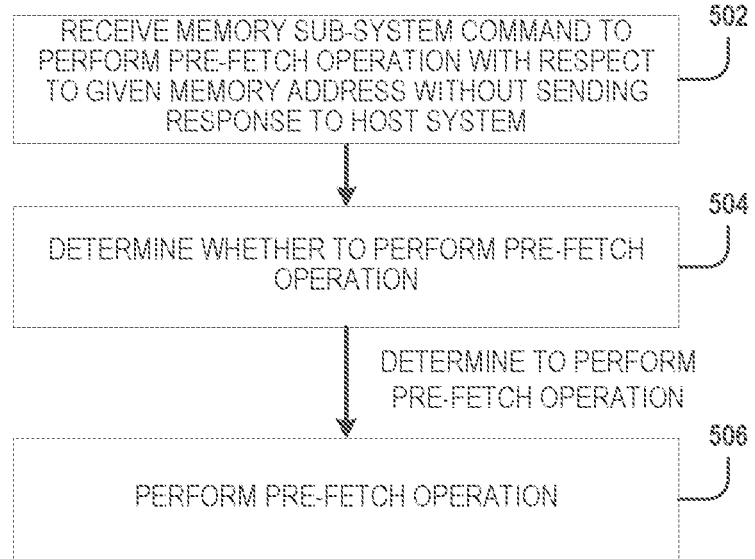 502
RECEIVE MEMORY SUB-SYSTEM COMMAND TO
PERFORM PRE-FETCH OPERATION WITH RESPECT
TO GIVEN MEMORY ADDRESS WITHOUT SENDING
RESPONSE TO HOST SYSTEM
504
DETERMINE WHETHER TO PERFORM PRE-FETCH
OPERATION
DETERMINE TO PERFORM
PRE-FETCH OPERATION
506
PERFORM PRE-FETCH OPERATION